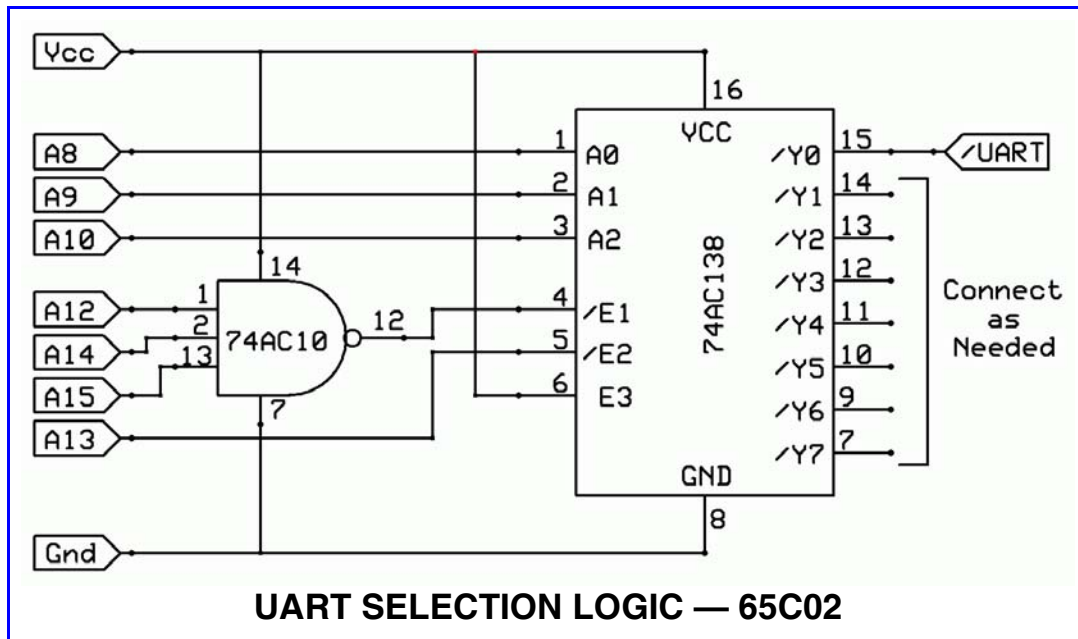 Vcc
16
VCC
A8
1
A0
/Y0
15
/UART
A9
2
A1
/Y1
14
A10
3
A2
/Y2
13
14
/Y3
12
A12
1
12
4
/E1
74AC138
/Y4
11
Connect
as
Needed
A14
2
74AC10
5
/E2
/Y5
10
A15
13
6
E3
/Y6
9
A13
7
/Y7
7
GND
8
Gnd
UART SELECTION LOGIC — 65C02